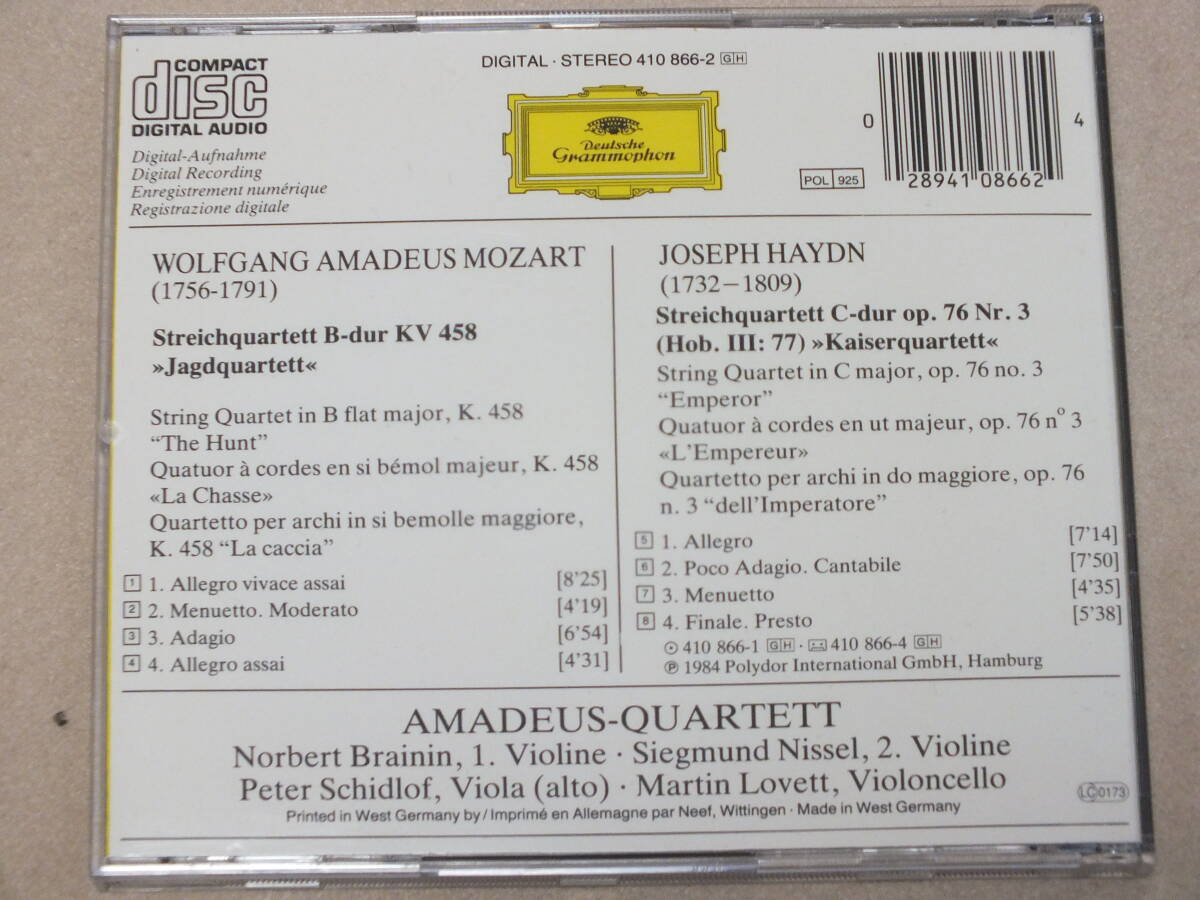 COMPACT
disc
DIGITAL AUDIO
Digital-Aufnahme
Digital Recording
Enregistrement numérique
Registrazione digitale
DIGITAL · STEREO 410 866-2 GH
Deutsche
Grammophon
POL 925
0 28941 08662 4
WOLFGANG AMADEUS MOZART
(1756-1791)
Streichquartett B-dur KV 458
»Jagdquartett«
String Quartet in B flat major, K. 458
“The Hunt”
Quatuor à cordes en si bémol majeur, K. 458
«La Chasse»
Quartetto per archi in si bemolle maggiore,
K. 458 “La caccia”
1 1. Allegro vivace assai [8’25]
2 2. Menuetto. Moderato [4’19]
3 3. Adagio [6’54]
4 4. Allegro assai [4’31]
JOSEPH HAYDN
(1732–1809)
Streichquartett C-dur op. 76 Nr. 3
(Hob. III: 77) »Kaiserquartett«
String Quartet in C major, op. 76 no. 3
“Emperor”
Quatuor à cordes en ut majeur, op. 76 nº 3
«L’Empereur»
Quartetto per archi in do maggiore, op. 76
n. 3 “dell’Imperatore”
5 1. Allegro [7’14]
6 2. Poco Adagio. Cantabile [7’50]
7 3. Menuetto [4’35]
8 4. Finale. Presto [5’38]
410 866-1 GH · 410 866-4 GH
℗ 1984 Polydor International GmbH, Hamburg
AMADEUS-QUARTETT
Norbert Brainin, 1. Violine · Siegmund Nissel, 2. Violine
Peter Schidlof, Viola (alto) · Martin Lovett, Violoncello
Printed in West Germany by / Imprimé en Allemagne par Neef, Wittingen · Made in West Germany
LC 0173